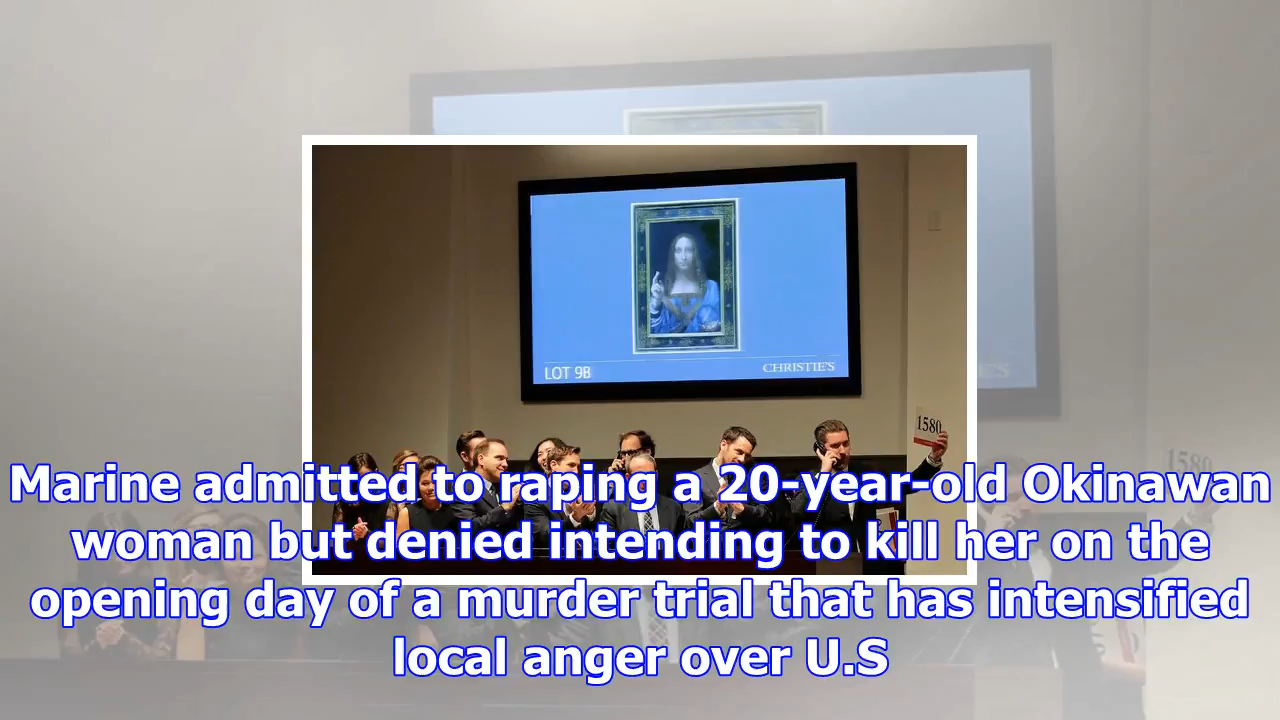 LOT 9B
CHRISTIE'S
1580
1580
Marine admitted to raping a 20-year-old Okinawan
woman but denied intending to kill her on the
opening day of a murder trial that has intensified
local anger over U.S